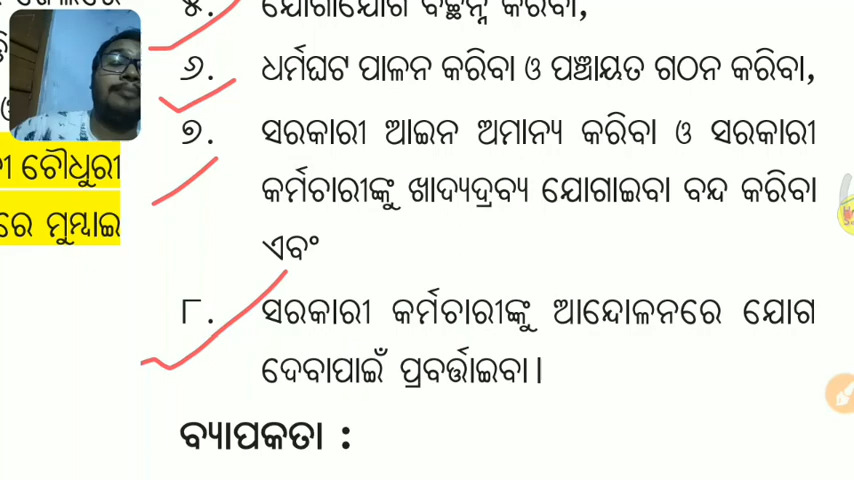 ଚୌଧୁରୀ
ରେ ମୁମ୍ବାଇ
୫. ଯୋଗାଯୋଗ ବିଚ୍ଛିନ୍ନ କରିବା,
୬. ଧର୍ମଘଟ ପାଳନ କରିବା ଓ ପଞ୍ଚାୟତ ଗଠନ କରିବା,
୭. ସରକାରୀ ଆଇନ ଅମାନ୍ୟ କରିବା ଓ ସରକାରୀ
କର୍ମଚାରୀଙ୍କୁ ଖାଦ୍ୟଦ୍ରବ୍ୟ ଯୋଗାଇବା ବନ୍ଦ କରିବା
ଏବଂ
୮. ସରକାରୀ କର୍ମଚାରୀଙ୍କୁ ଆନ୍ଦୋଳନରେ ଯୋଗ
ଦେବାପାଇଁ ପ୍ରବର୍ତ୍ତାଇବା।
ବ୍ୟାପକତା :